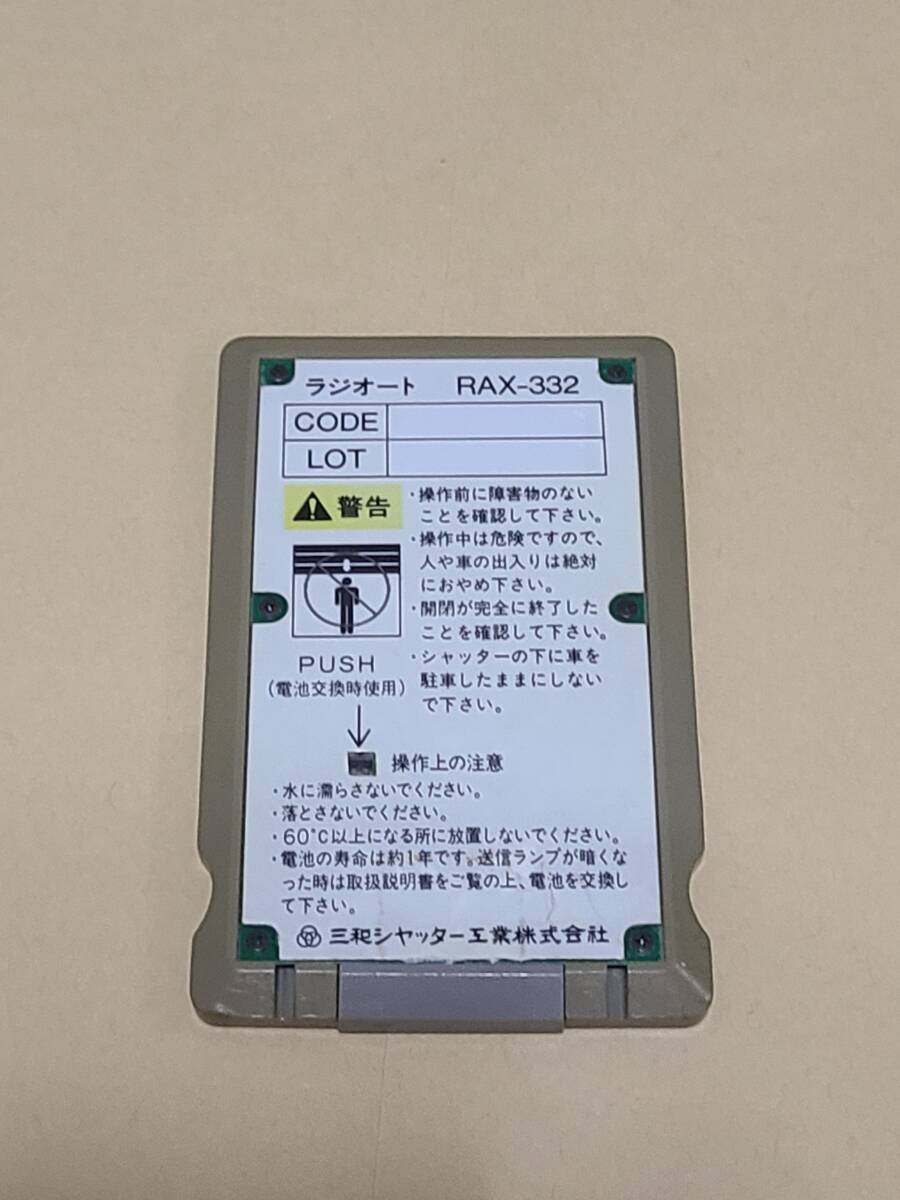 ラジオート RAX-332
CODE
LOT
警告
・操作前に障害物のない
ことを確認して下さい。
・操作中は危険ですので、
人や車の出入りは絶対
におやめ下さい。
・開閉が完全に終了した
ことを確認して下さい。
・シャッターの下に車を
駐車したままにしない
で下さい。
PUSH
(電池交換時使用)
操作上の注意
・水に濡らさないでください。
・落とさないでください。
・60°C以上になる所に放置しないでください。
・電池の寿命は約1年です。送信ランプが暗くな
った時は取扱説明書をご覧の上、電池を交換し
て下さい。
三和シヤッター工業株式会社